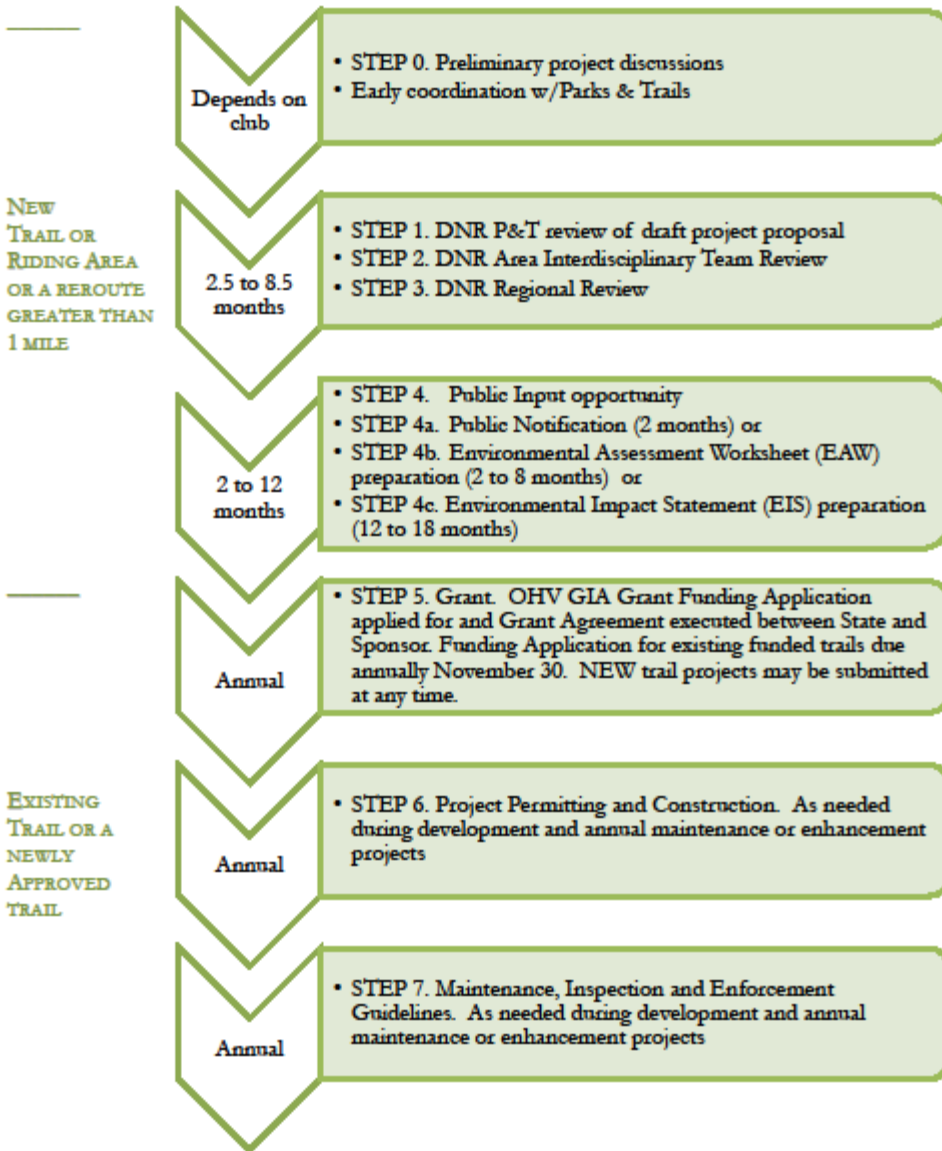 Depends on
club
• STEP 0. Preliminary project discussions
• Early coordination w/Parks & Trails
NEW
TRAIL OR
RIDING AREA
OR A REROUTE
GREATER THAN
1 MILE
2.5 to 8.5
months
• STEP 1. DNR P&T review of draft project proposal
• STEP 2. DNR Area Interdisciplinary Team Review
• STEP 3. DNR Regional Review
2 to 12
months
• STEP 4. Public Input opportunity
• STEP 4a. Public Notification (2 months) or
• STEP 4b. Environmental Assessment Worksheet (EAW)
preparation (2 to 8 months) or
• STEP 4c. Environmental Impact Statement (EIS) preparation
(12 to 18 months)
Annual
• STEP 5. Grant. OHV GIA Grant Funding Application
applied for and Grant Agreement executed between State and
Sponsor. Funding Application for existing funded trails due
annually November 30. NEW trail projects may be submitted
at any time.
EXISTING
TRAIL OR A
NEWLY
APPROVED
TRAIL
Annual
• STEP 6. Project Permitting and Construction. As needed
during development and annual maintenance or enhancement
projects
Annual
• STEP 7. Maintenance, Inspection and Enforcement
Guidelines. As needed during development and annual
maintenance or enhancement projects